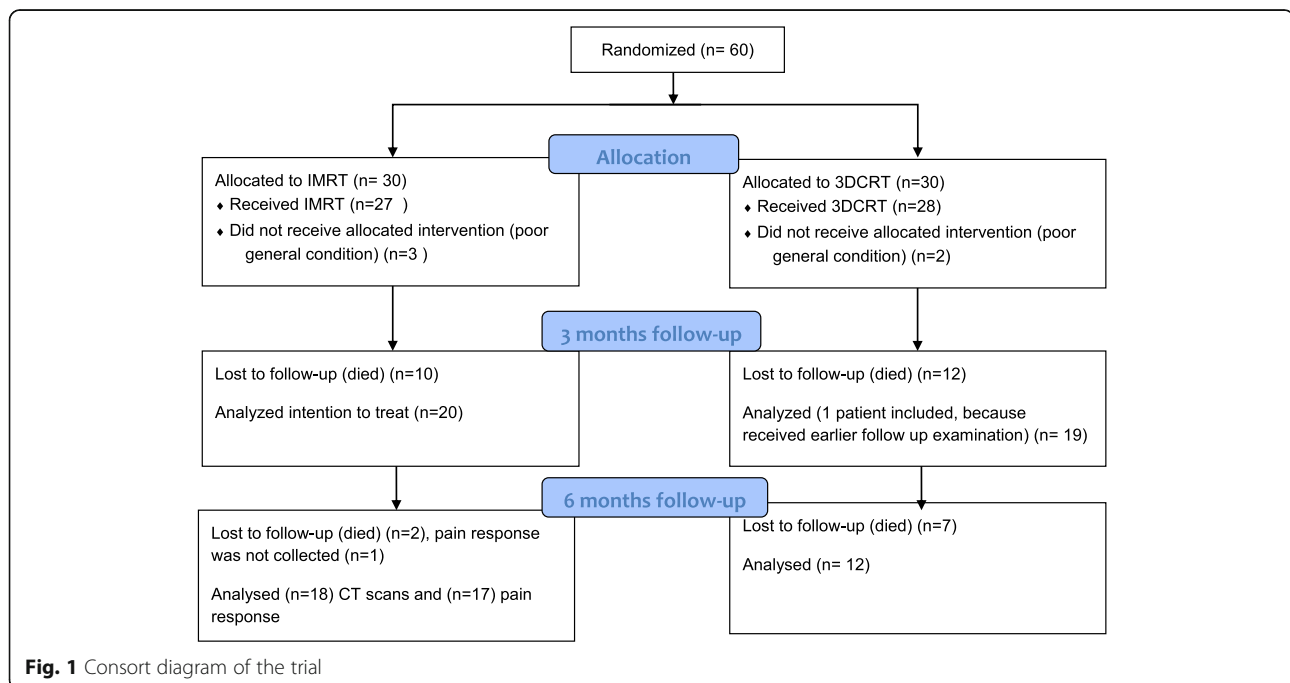 Randomized (n= 60)
Allocation
Allocated to IMRT (n= 30)
♦ Received IMRT (n=27 )
♦ Did not receive allocated intervention (poor
general condition) (n=3 )
Allocated to 3DCRT (n=30)
♦ Received 3DCRT (n=28)
♦ Did not receive allocated intervention (poor
general condition) (n=2)
3 months follow-up
Lost to follow-up (died) (n=10)
Analyzed intention to treat (n=20)
Lost to follow-up (died) (n=12)
Analyzed (1 patient included, because
received earlier follow up examination) (n= 19)
6 months follow-up
Lost to follow-up (died) (n=2), pain response
was not collected (n=1)
Analysed (n=18) CT scans and (n=17) pain
response
Lost to follow-up (died) (n=7)
Analysed (n= 12)
Fig. 1 Consort diagram of the trial